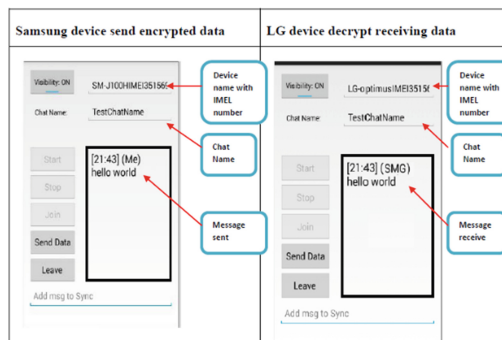 Samsung device send encrypted data
LG device decrypt receiving data
Visibility: ON
SM-J100HIMEI35156
Device name with IMEL number
Chat Name:
TestChatName
Chat Name
Start
Stop
Join
Send Data
Leave
[21:43] (Me)
hello world
Message sent
Add msg to Sync
Visibility: ON
LG-optimusIMEI35156
Device name with IMEL number
Chat Name:
TestChatName
Chat Name
Start
Stop
Join
Send Data
Leave
[21:43] (SMG)
hello world
Message receive
Add msg to Sync